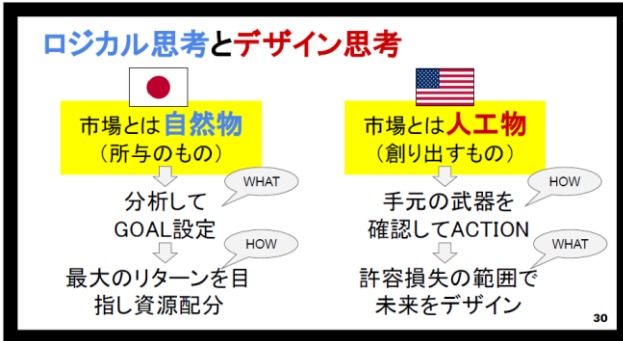 ロジカル思考とデザイン思考
市場とは自然物
（所与のもの）
WHAT
分析して
GOAL設定
HOW
最大のリターンを目
指し資源配分
市場とは人工物
（創り出すもの）
HOW
手元の武器を
確認してACTION
WHAT
許容損失の範囲で
未来をデザイン
30